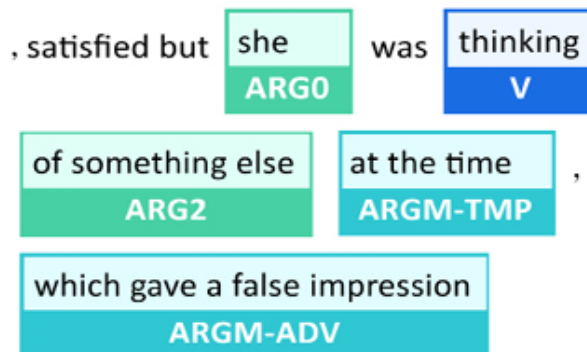 , satisfied but she was thinking
ARG0 V
of something else at the time ,
ARG2 ARGM-TMP
which gave a false impression
ARGM-ADV